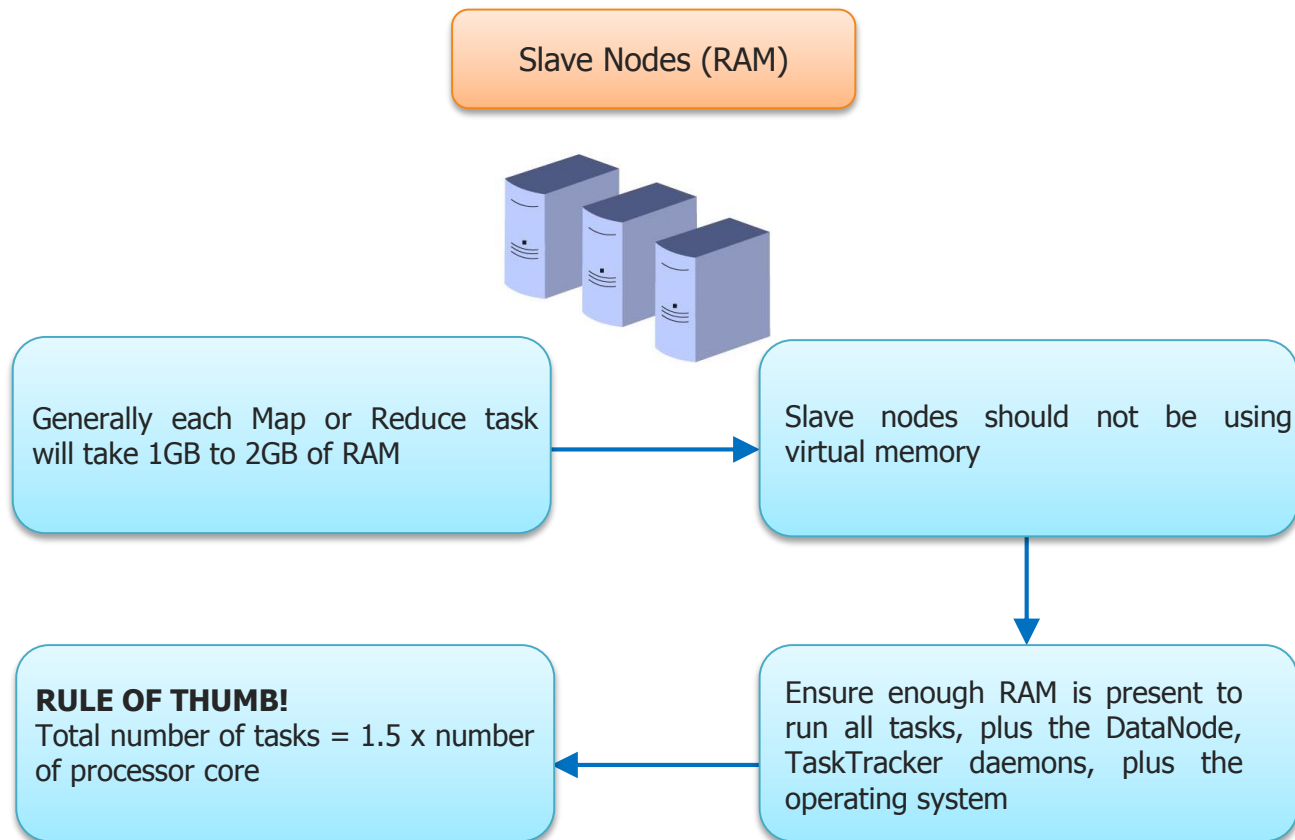 Slave Nodes (RAM)
Generally each Map or Reduce task
will take 1GB to 2GB of RAM
Slave nodes should not be using
virtual memory
Ensure enough RAM is present to
run all tasks, plus the DataNode,
TaskTracker daemons, plus the
operating system
RULE OF THUMB!
Total number of tasks = 1.5 x number
of processor core